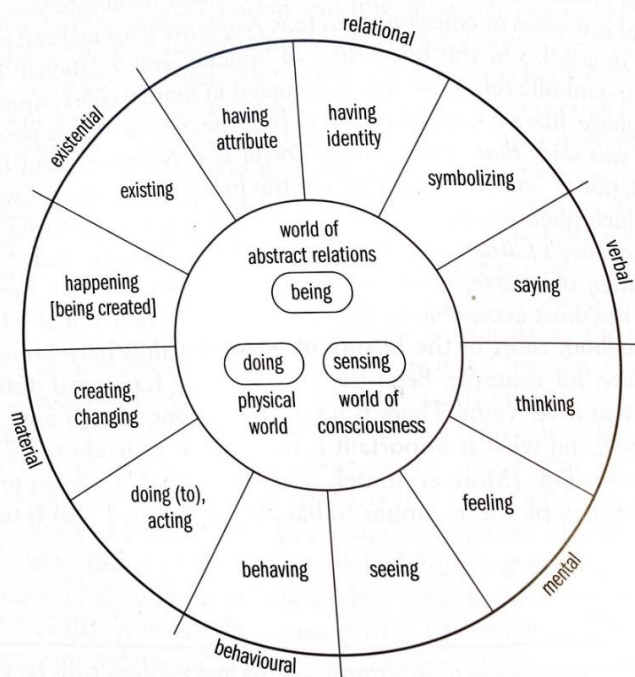 relational
existential
verbal
material
mental
behavioural
having
attribute
having
identity
symbolizing
existing
saying
happening
[being created]
thinking
creating,
changing
feeling
doing (to),
acting
behaving
seeing
world of
abstract relations
being
doing
sensing
physical
world
world of
consciousness